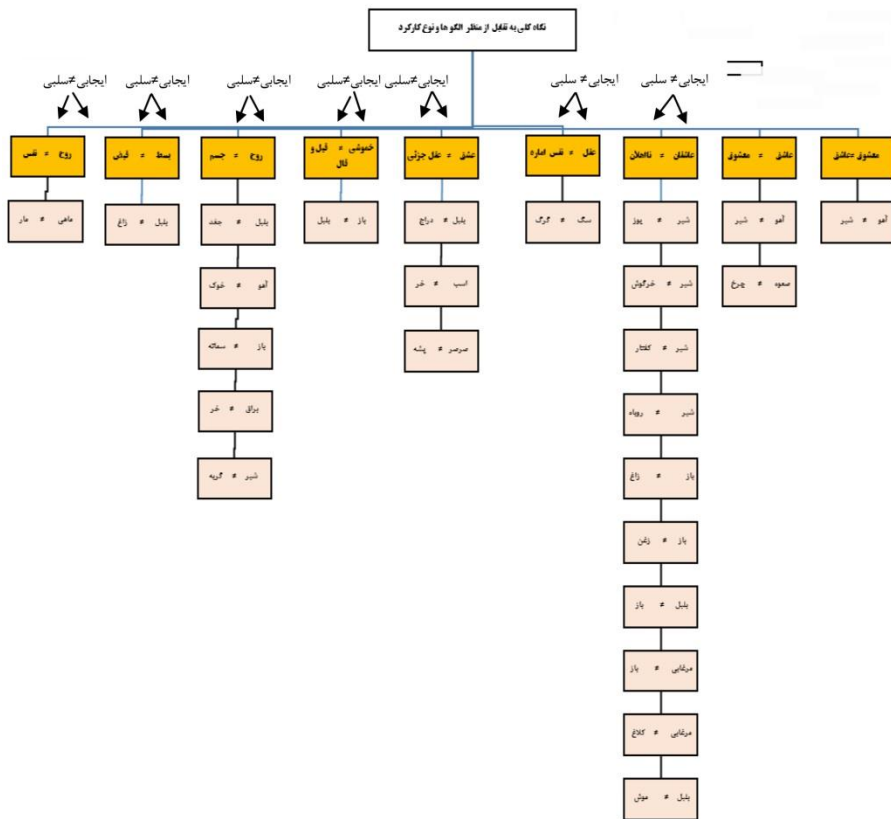 نگاه کلی به تقابل از منظر الگوها و نوع کارکرد
ایجابی≠ سلبی
ایجابی≠سلبی
ایجابی≠سلبی
ایجابی≠سلبی
ایجابی≠سلبی
ایجابی≠سلبی
ایجابی≠سلبی
معشوق ≠عاشق
عاشق ≠ معشوق
عاشقان ≠ نااهلان
عقل ≠ نفس اماره
عشق ≠ عقل جزئی
خموشی ≠ قیل و
قال
روح ≠ جسم
بسط ≠ قبض
روح ≠ نفس
آهو ≠ شیر
آهو ≠ شیر
شیر ≠ یوز
سگ ≠ گرگ
بلبل ≠ دراج
باز ≠ بلبل
بلبل ≠ جغد
بلبل ≠ زاغ
ماهی ≠ مار
صعوه ≠ چرخ
شیر ≠ خرگوش
اسب ≠ خر
آهو ≠ خوک
شیر ≠ کفتار
صرصر ≠ پشه
باز ≠ سمانه
شیر ≠ روباه
براق ≠ خر
باز ≠ زاغ
شیر ≠ گربه
باز ≠ زغن
بلبل ≠ باز
مرغابی ≠ باز
مرغابی ≠ کلاغ
بلبل ≠ موش